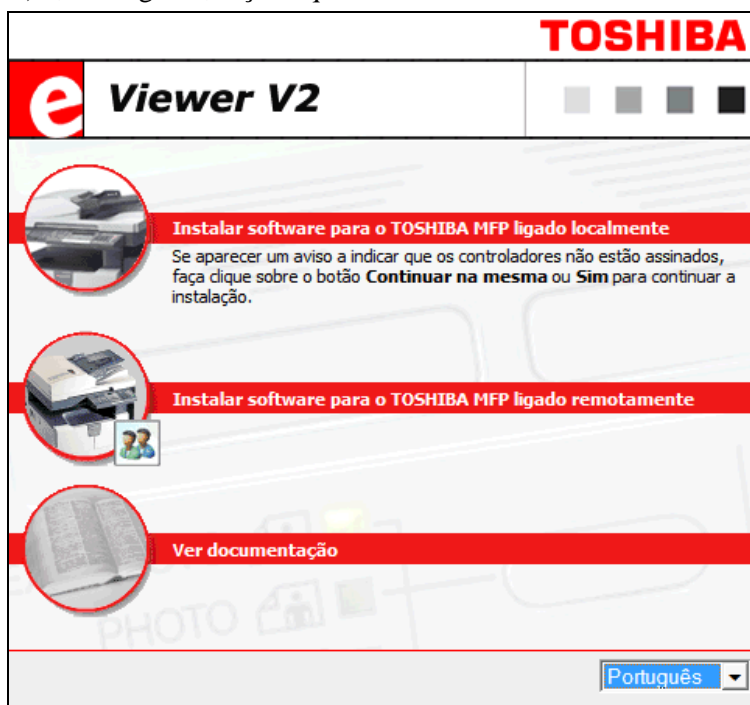 TOSHIBA
e Viewer V2
Instalar software para o TOSHIBA MFP ligado localmente
Se aparecer um aviso a indicar que os controladores não estão assinados,
faça clique sobre o botão Continuar na mesma ou Sim para continuar a
instalação.
Instalar software para o TOSHIBA MFP ligado remotamente
Ver documentação
PHOTO
Português